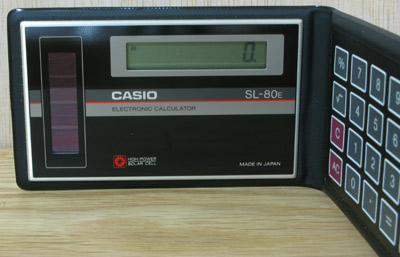 0.
CASIO SL-80E
ELECTRONIC CALCULATOR
HIGH POWER
SOLAR CELL
MADE IN JAPAN
% 7 8 9
√ 4 5 6
C 1 2 3
AC 0 · =